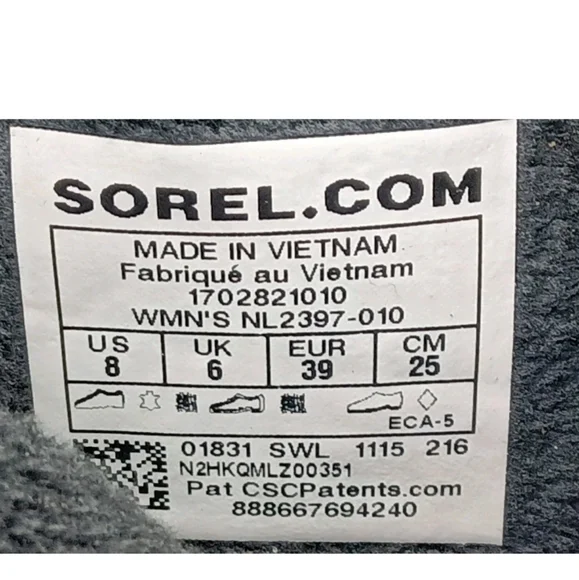 SOREL.COM
MADE IN VIETNAM
Fabriqué au Vietnam
1702821010
WMN'S NL2397-010
US UK EUR CM
8 6 39 25
ECA-5
01831 SWL 1115 216
N2HKQMLZ00351
Pat CSCPatents.com
888667694240